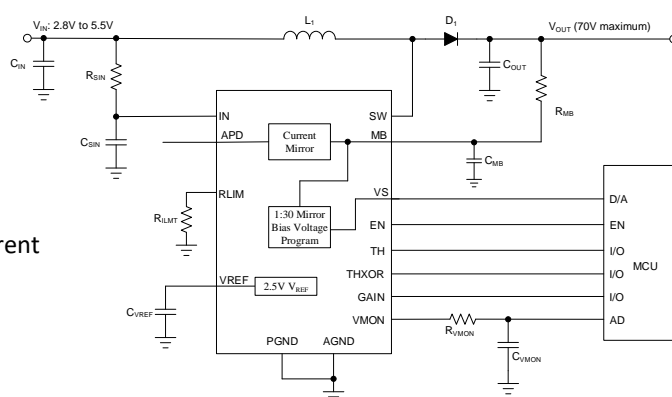 V_IN: 2.8V to 5.5V
L₁
D₁
V_OUT (70V maximum)
C_IN
R_SIN
C_OUT
R_MB
C_SIN
IN
SW
APD
Current
Mirror
MB
C_MB
RLIM
R_ILMT
1:30 Mirror
Bias Voltage
Program
VS
D/A
EN
EN
rent
TH
I/O
MCU
THXOR
I/O
VREF
2.5V V_REF
GAIN
I/O
C_VREF
VMON
R_VMON
AD
C_VMON
PGND
AGND